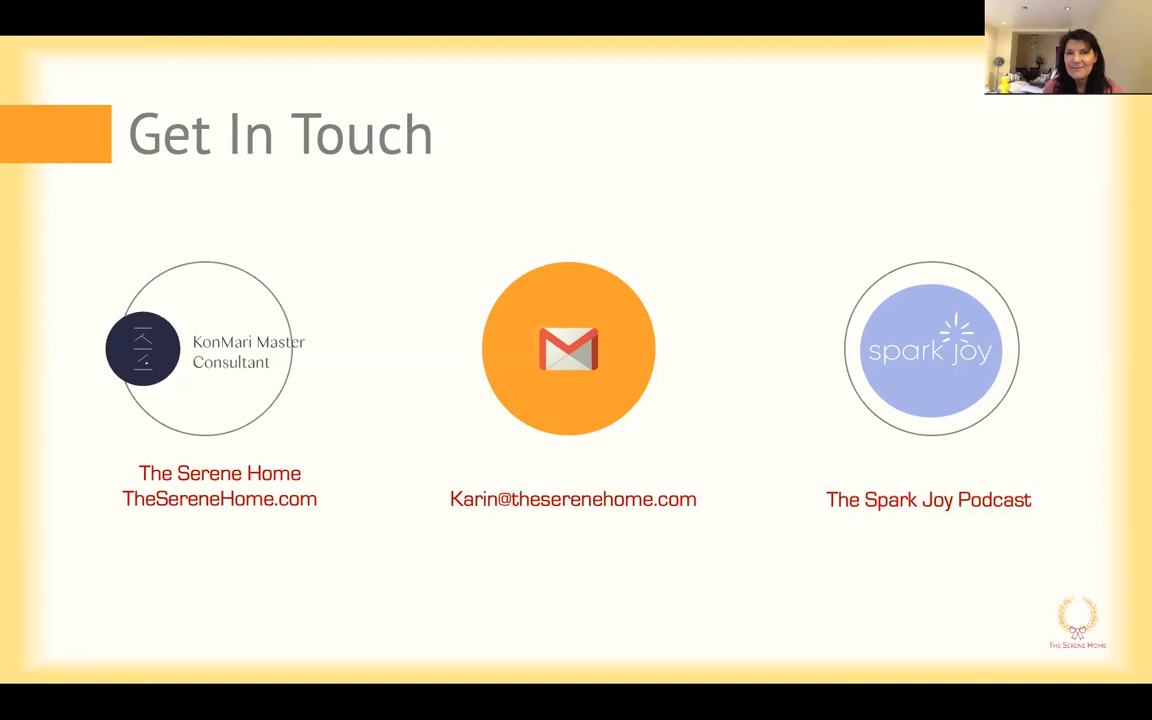 Get In Touch
KonMari Master
Consultant
spark joy
The Serene Home
TheSereneHome.com
Karin@theserenehome.com
The Spark Joy Podcast
THE SERENE HOME